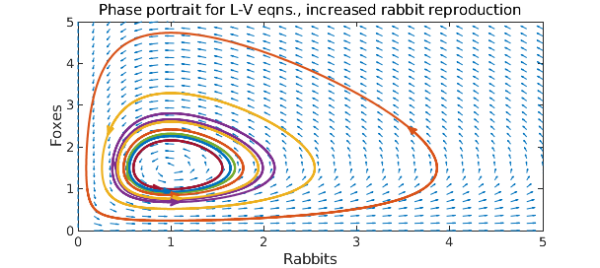 Phase portrait for L-V eqns., increased rabbit reproduction
5
4
3
2
1
0
Foxes
0 1 2 3 4 5
Rabbits